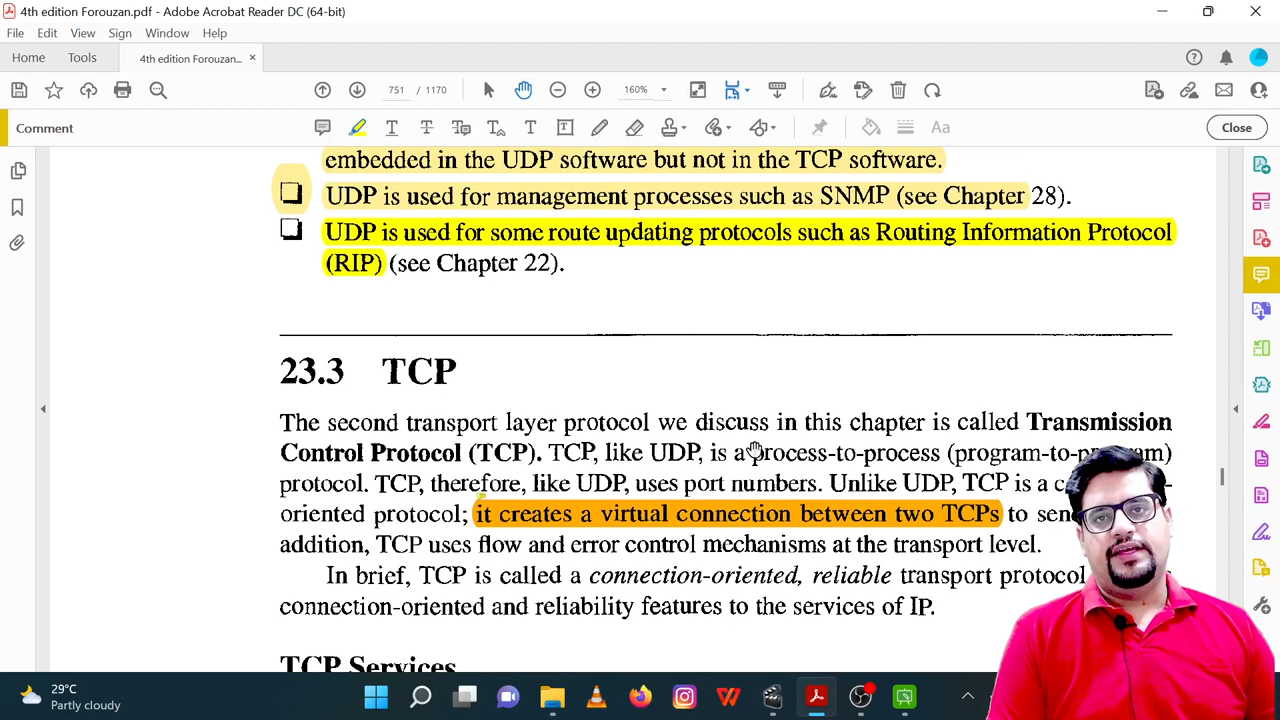 4th edition Forouzan.pdf - Adobe Acrobat Reader DC (64-bit)
File Edit View Sign Window Help
Home Tools 4th edition Forouzan... ×
751 / 1170 160%
Comment Close
embedded in the UDP software but not in the TCP software.
UDP is used for management processes such as SNMP (see Chapter 28).
UDP is used for some route updating protocols such as Routing Information Protocol
(RIP) (see Chapter 22).
23.3 TCP
The second transport layer protocol we discuss in this chapter is called Transmission
Control Protocol (TCP). TCP, like UDP, is a process-to-process (program-to-program)
protocol. TCP, therefore, like UDP, uses port numbers. Unlike UDP, TCP is a
oriented protocol; it creates a virtual connection between two TCPs to
addition, TCP uses flow and error control mechanisms at the transport level.
In brief, TCP is called a connection-oriented, reliable transport protocol
connection-oriented and reliability features to the services of IP.
TCP Services
29°C
Partly cloudy